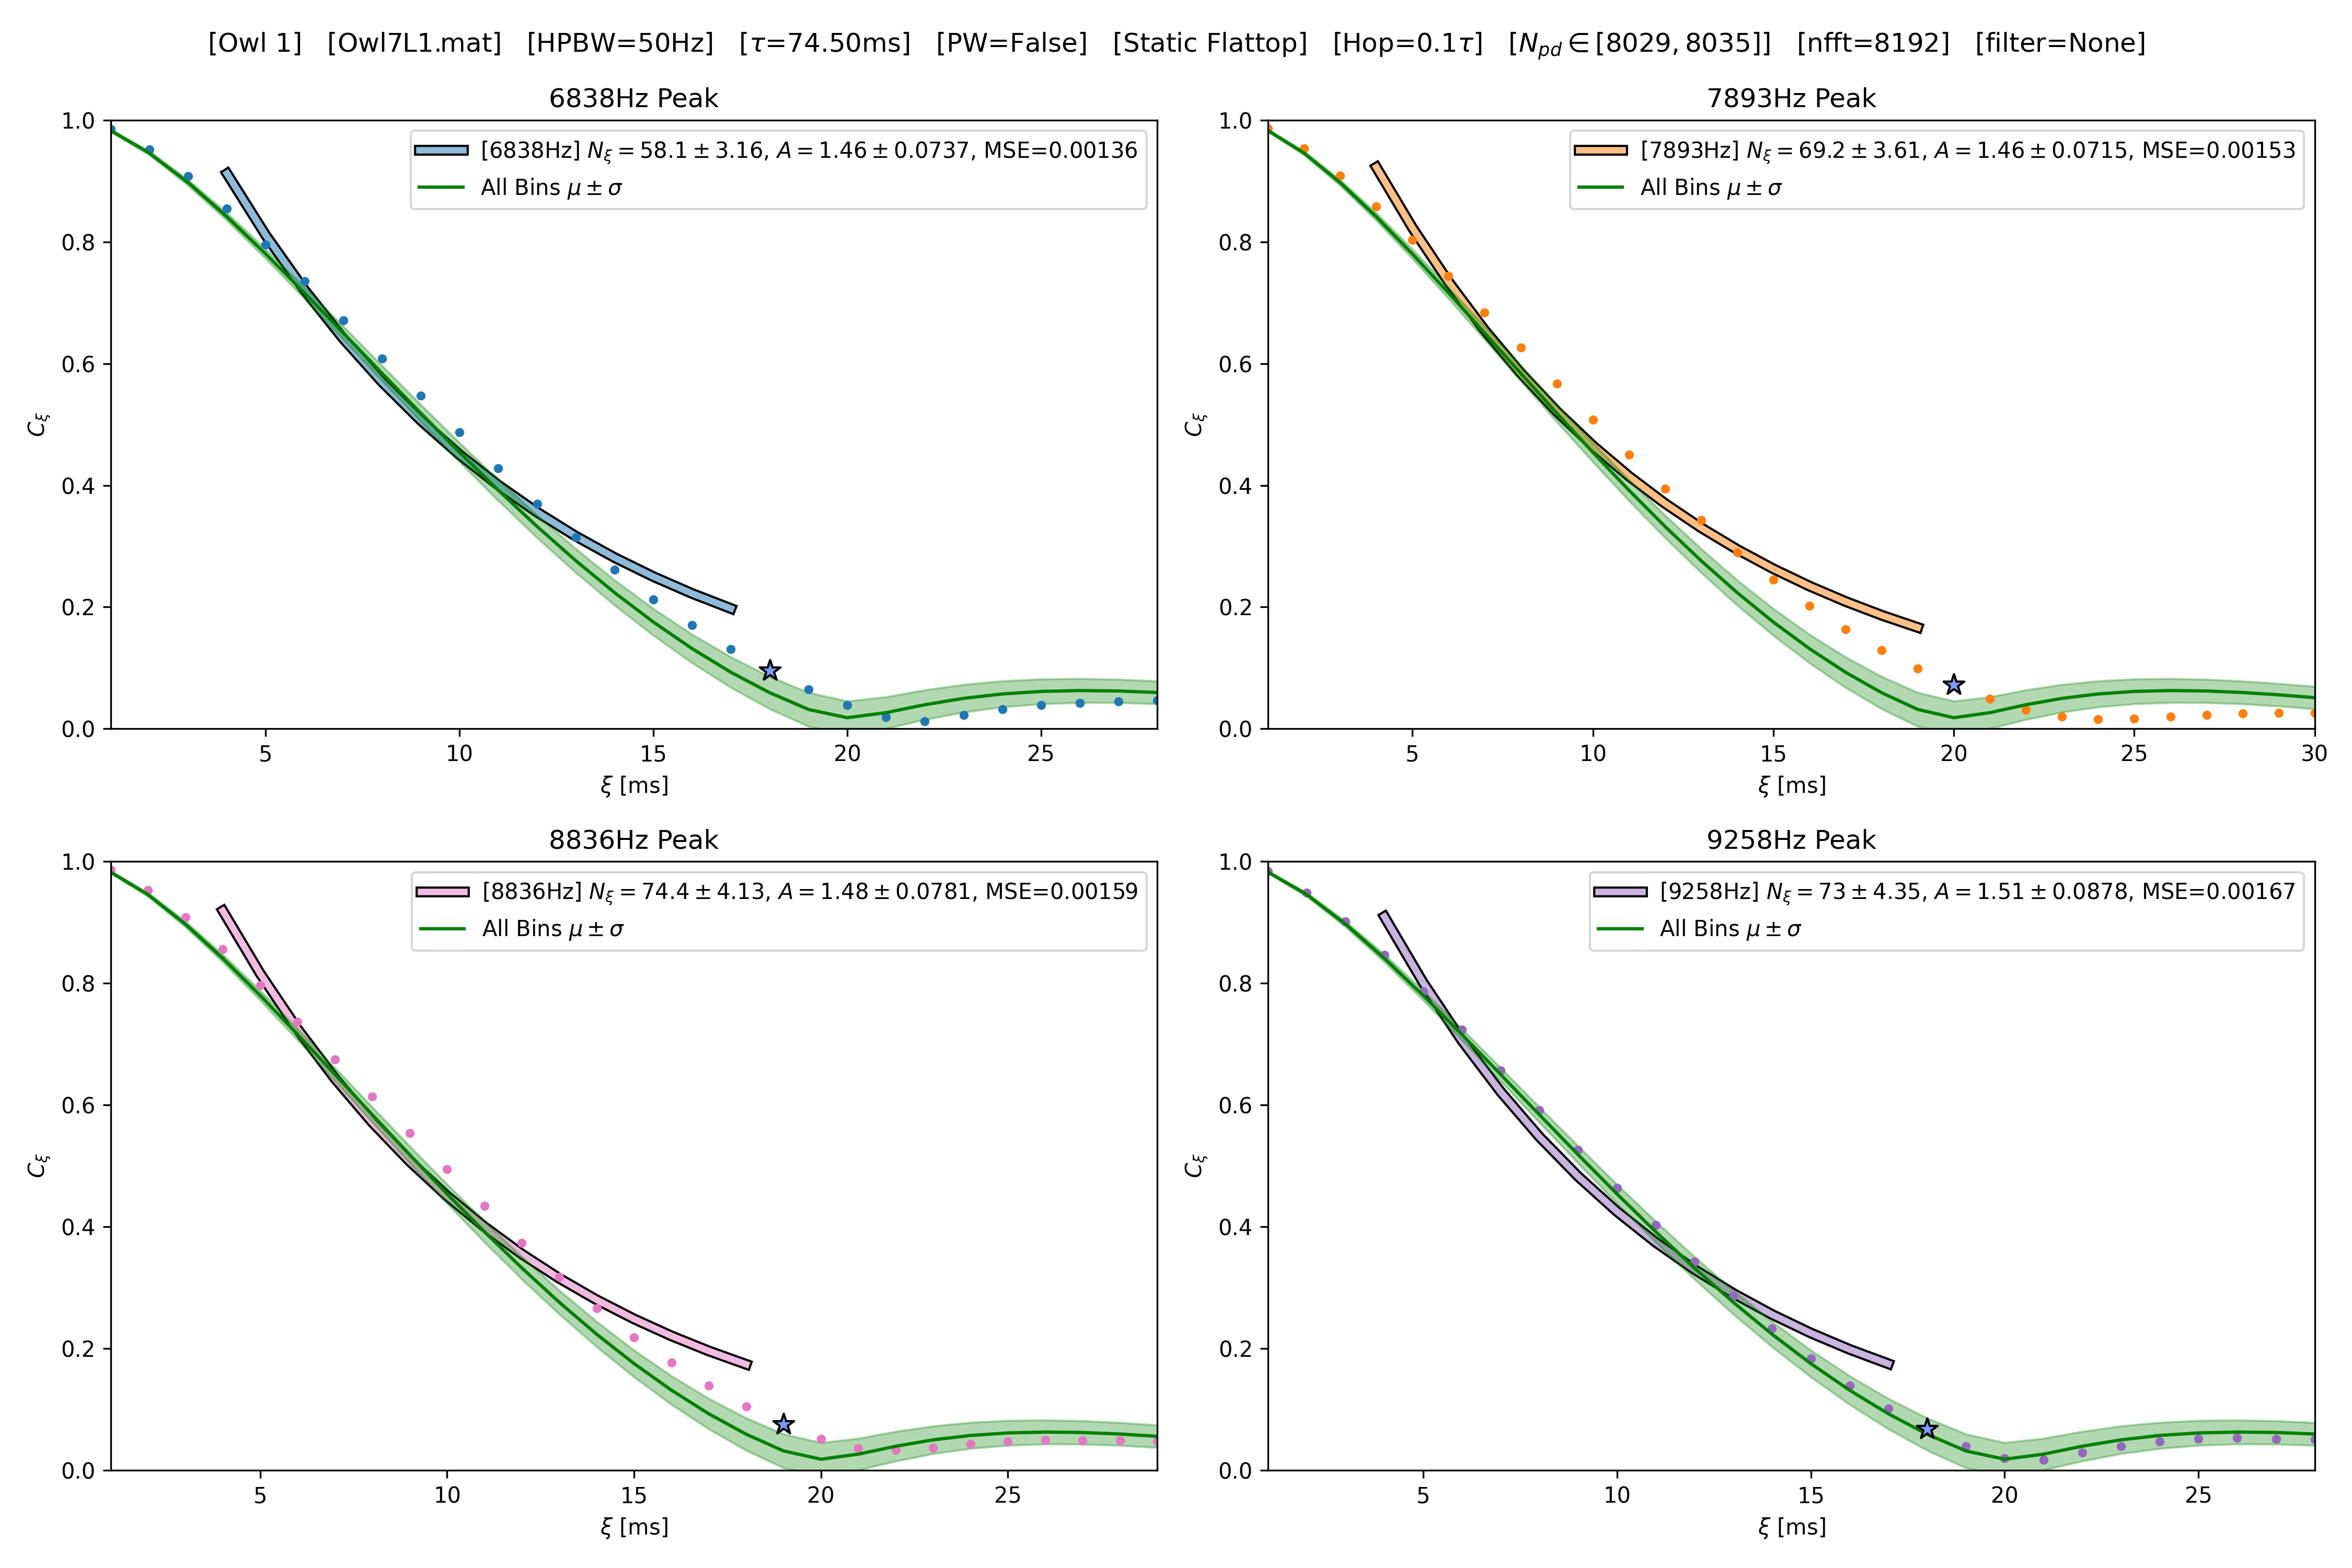 [Owl 1]   [Owl7L1.mat]   [HPBW=50Hz]   [τ=74.50ms]   [PW=False]   [Static Flattop]   [Hop=0.1τ]   [N_pd ∈ [8029, 8035]]   [nfft=8192]   [filter=None]
6838Hz Peak
[6838Hz] N_ξ = 58.1 ± 3.16, A = 1.46 ± 0.0737, MSE=0.00136
All Bins μ ± σ
1.0
0.8
0.6
0.4
0.2
0.0
C_ξ
5 10 15 20 25
ξ [ms]
7893Hz Peak
[7893Hz] N_ξ = 69.2 ± 3.61, A = 1.46 ± 0.0715, MSE=0.00153
All Bins μ ± σ
1.0
0.8
0.6
0.4
0.2
0.0
C_ξ
5 10 15 20 25 30
ξ [ms]
8836Hz Peak
[8836Hz] N_ξ = 74.4 ± 4.13, A = 1.48 ± 0.0781, MSE=0.00159
All Bins μ ± σ
1.0
0.8
0.6
0.4
0.2
0.0
C_ξ
5 10 15 20 25
ξ [ms]
9258Hz Peak
[9258Hz] N_ξ = 73 ± 4.35, A = 1.51 ± 0.0878, MSE=0.00167
All Bins μ ± σ
1.0
0.8
0.6
0.4
0.2
0.0
C_ξ
5 10 15 20 25
ξ [ms]